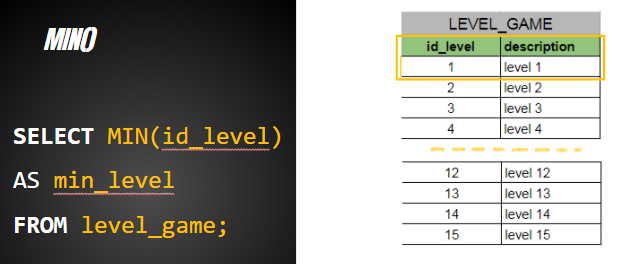 MIN()
SELECT MIN(id_level)
AS min_level
FROM level_game;
LEVEL_GAME
id_level description
1 level 1
2 level 2
3 level 3
4 level 4
12 level 12
13 level 13
14 level 14
15 level 15